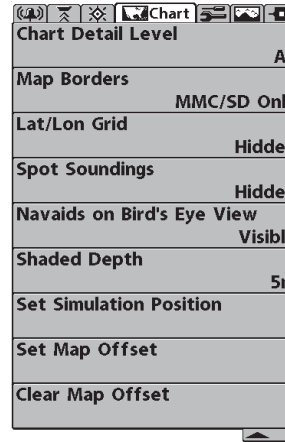 Chart
Chart Detail Level
A
Map Borders
MMC/SD Onl
Lat/Lon Grid
Hidde
Spot Soundings
Hidde
Navaids on Bird's Eye View
Visibl
Shaded Depth
5
Set Simulation Position
Set Map Offset
Clear Map Offset